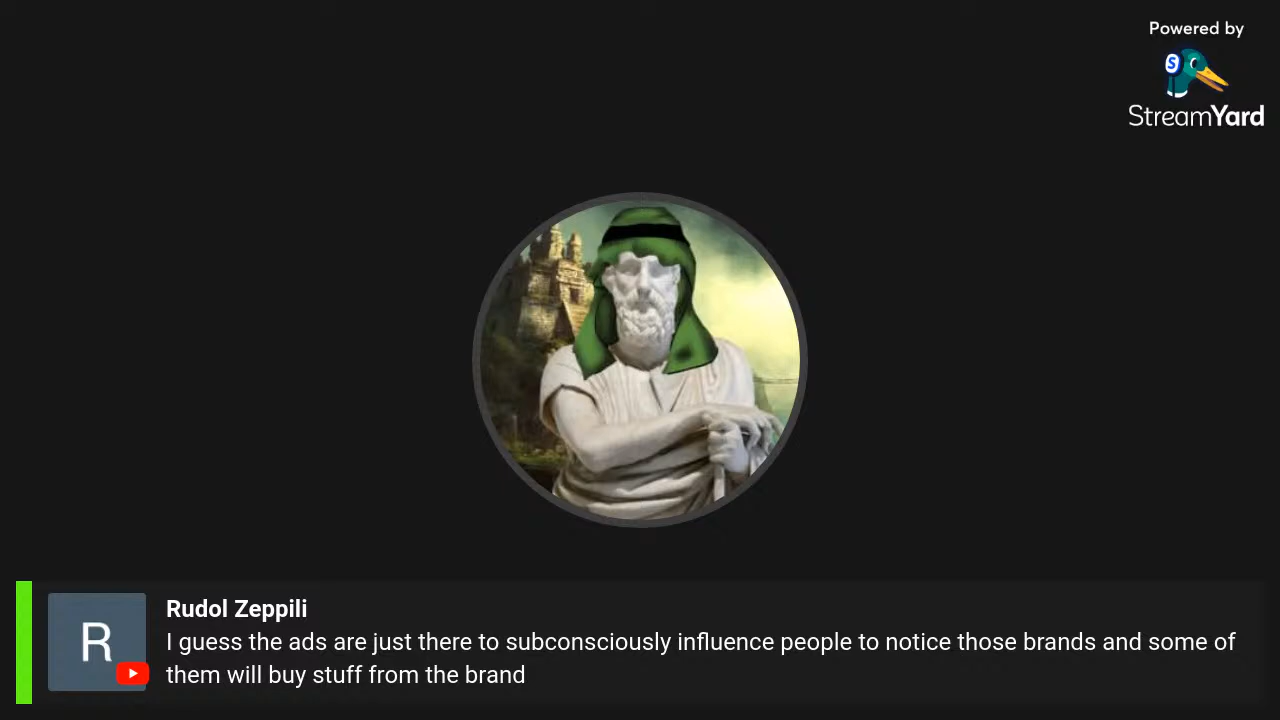 Powered by
S
StreamYard
R
Rudol Zeppili
I guess the ads are just there to subconsciously influence people to notice those brands and some of
them will buy stuff from the brand